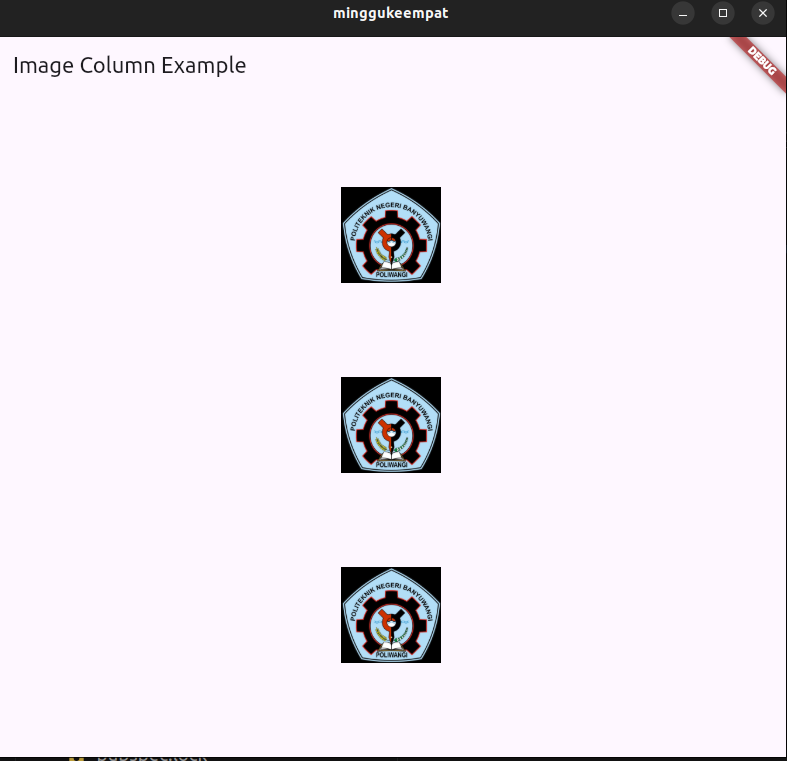 minggukeempat
Image Column Example
DEBUG
POLITEKNIK NEGERI BANYUWANGI
POLIWANGI
POLITEKNIK NEGERI BANYUWANGI
POLIWANGI
POLITEKNIK NEGERI BANYUWANGI
POLIWANGI